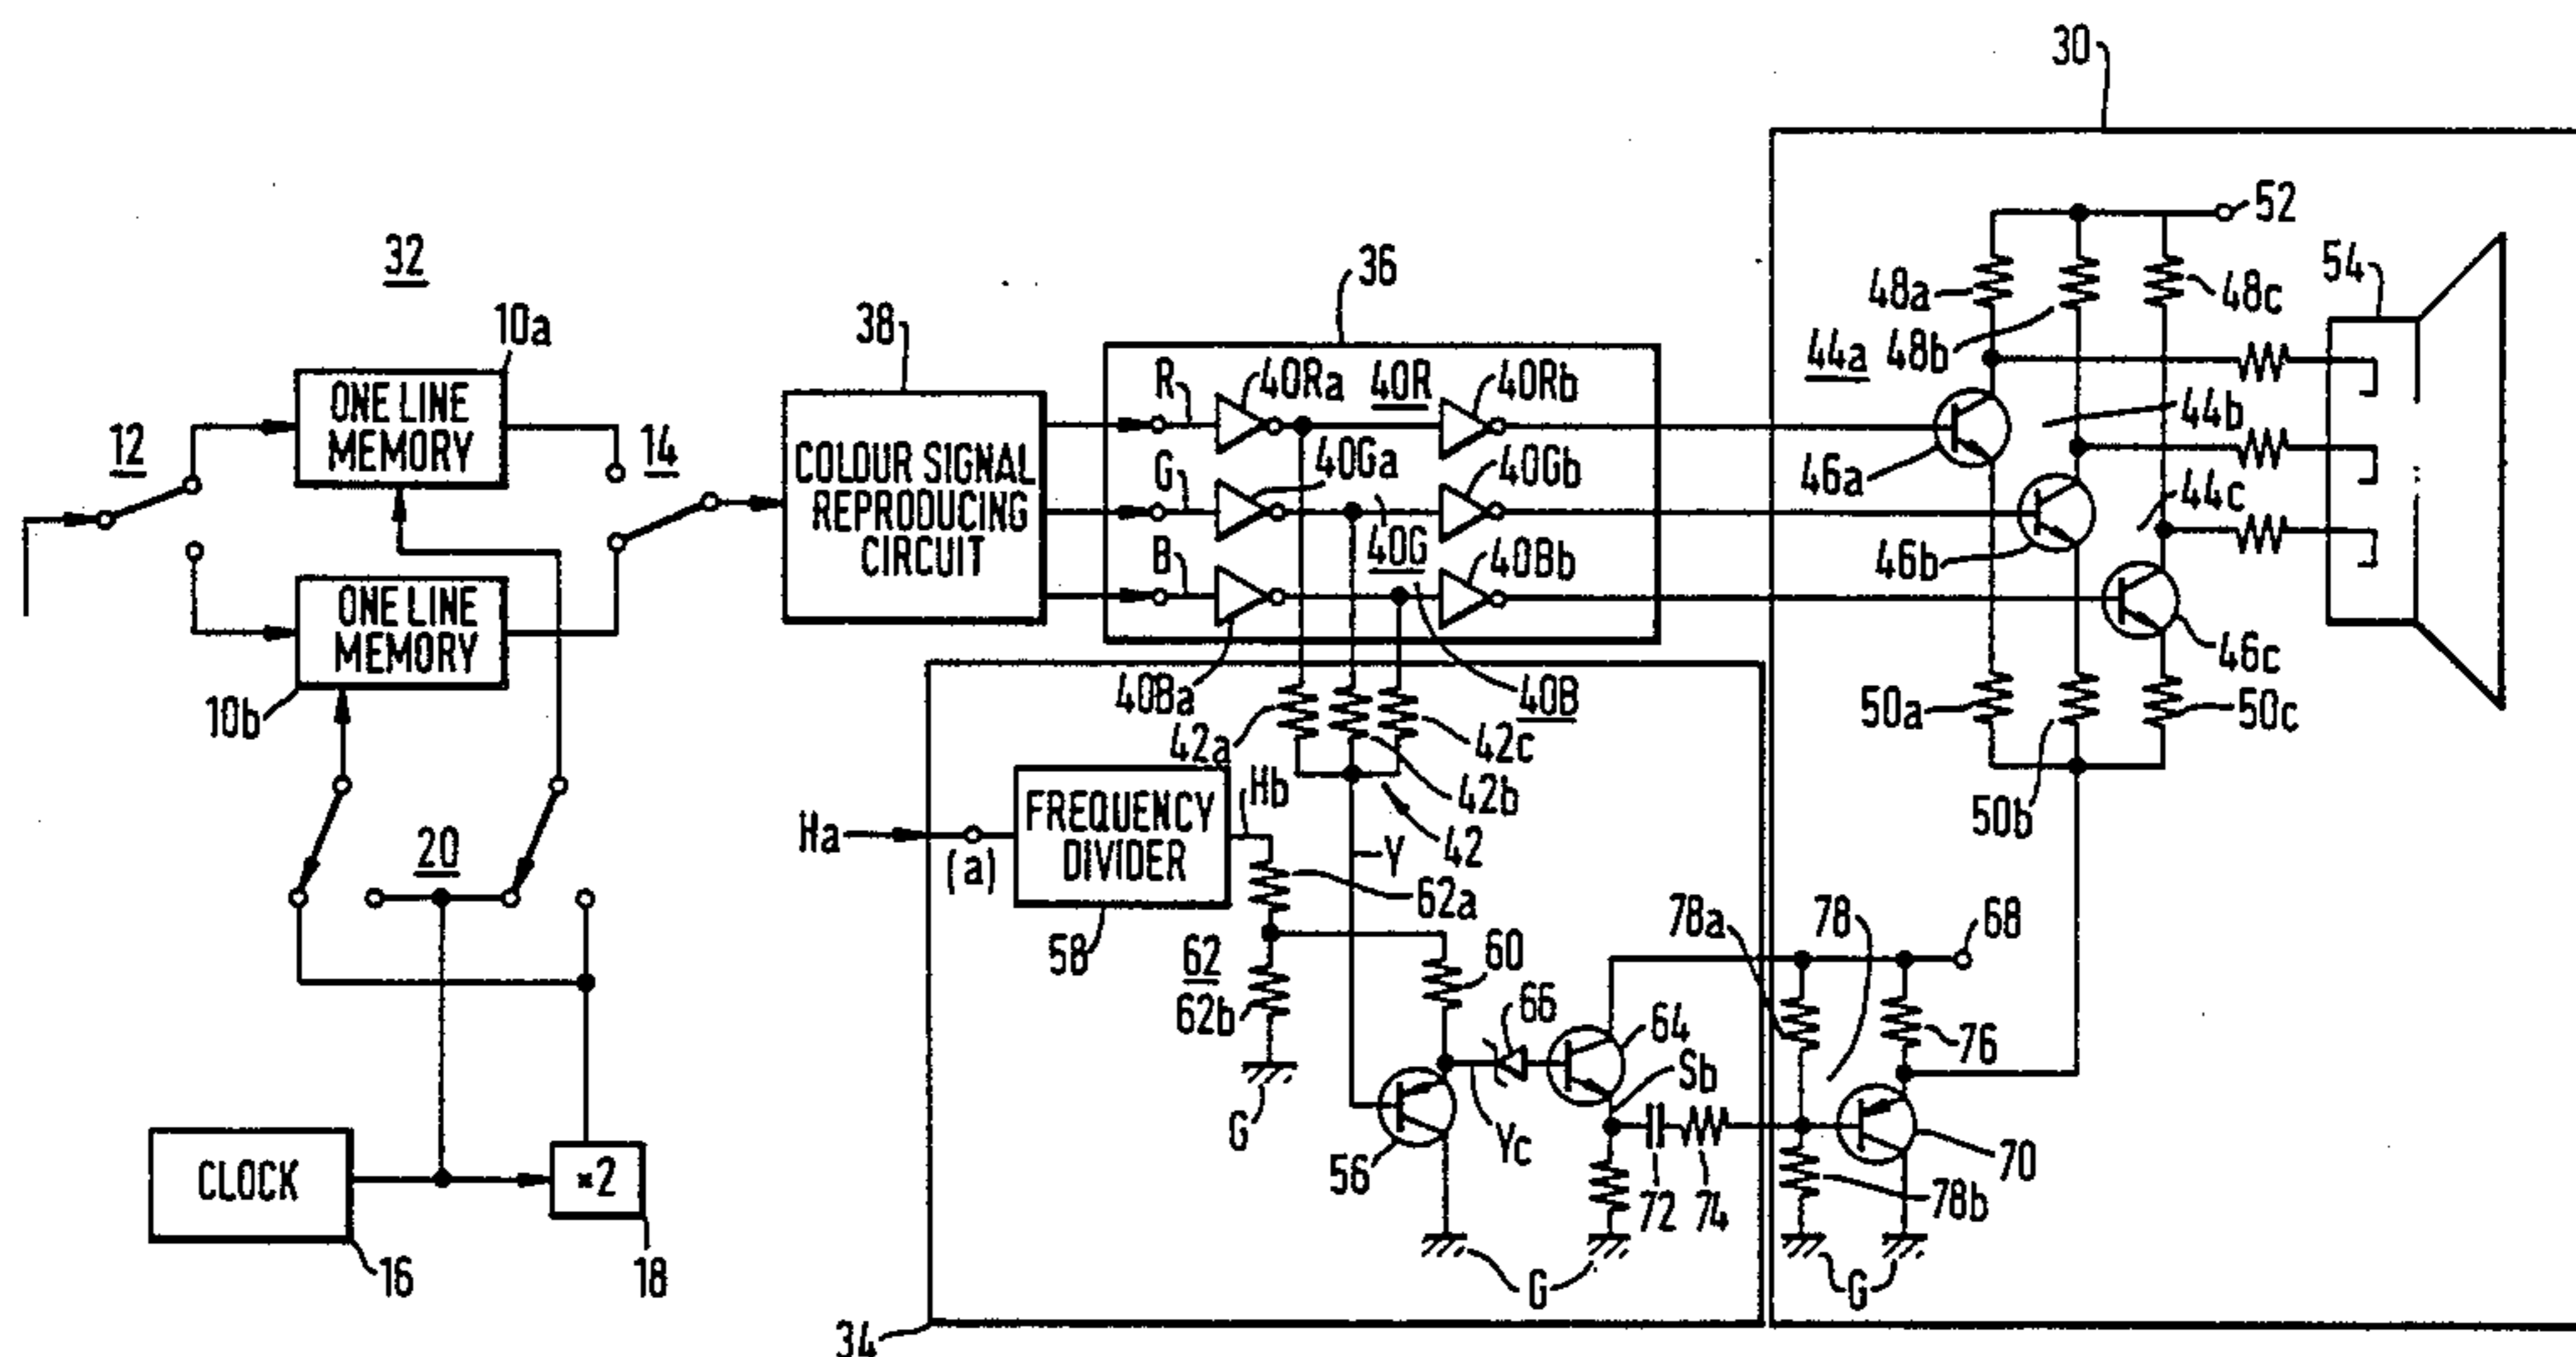 30
52
32
36
54
48a
48b
48c
10a
38
44a
ONE LINE
MEMORY
R
40Ra
40R
40Rb
44b
12
14
COLOUR SIGNAL
REPRODUCING
CIRCUIT
G
40Ga
40Gb
46a
44c
40G
B
40Bb
46b
ONE LINE
MEMORY
46c
10b
40Ba
40B
50a
50c
42a
42c
Ha
(a)
FREQUENCY
DIVIDER
Hb
42b
42
50b
20
Y
62a
78a
78
68
58
62
62b
60
66
64
76
Sb
G
CLOCK
×2
56
Yc
72
74
78b
70
16
18
G
G
34